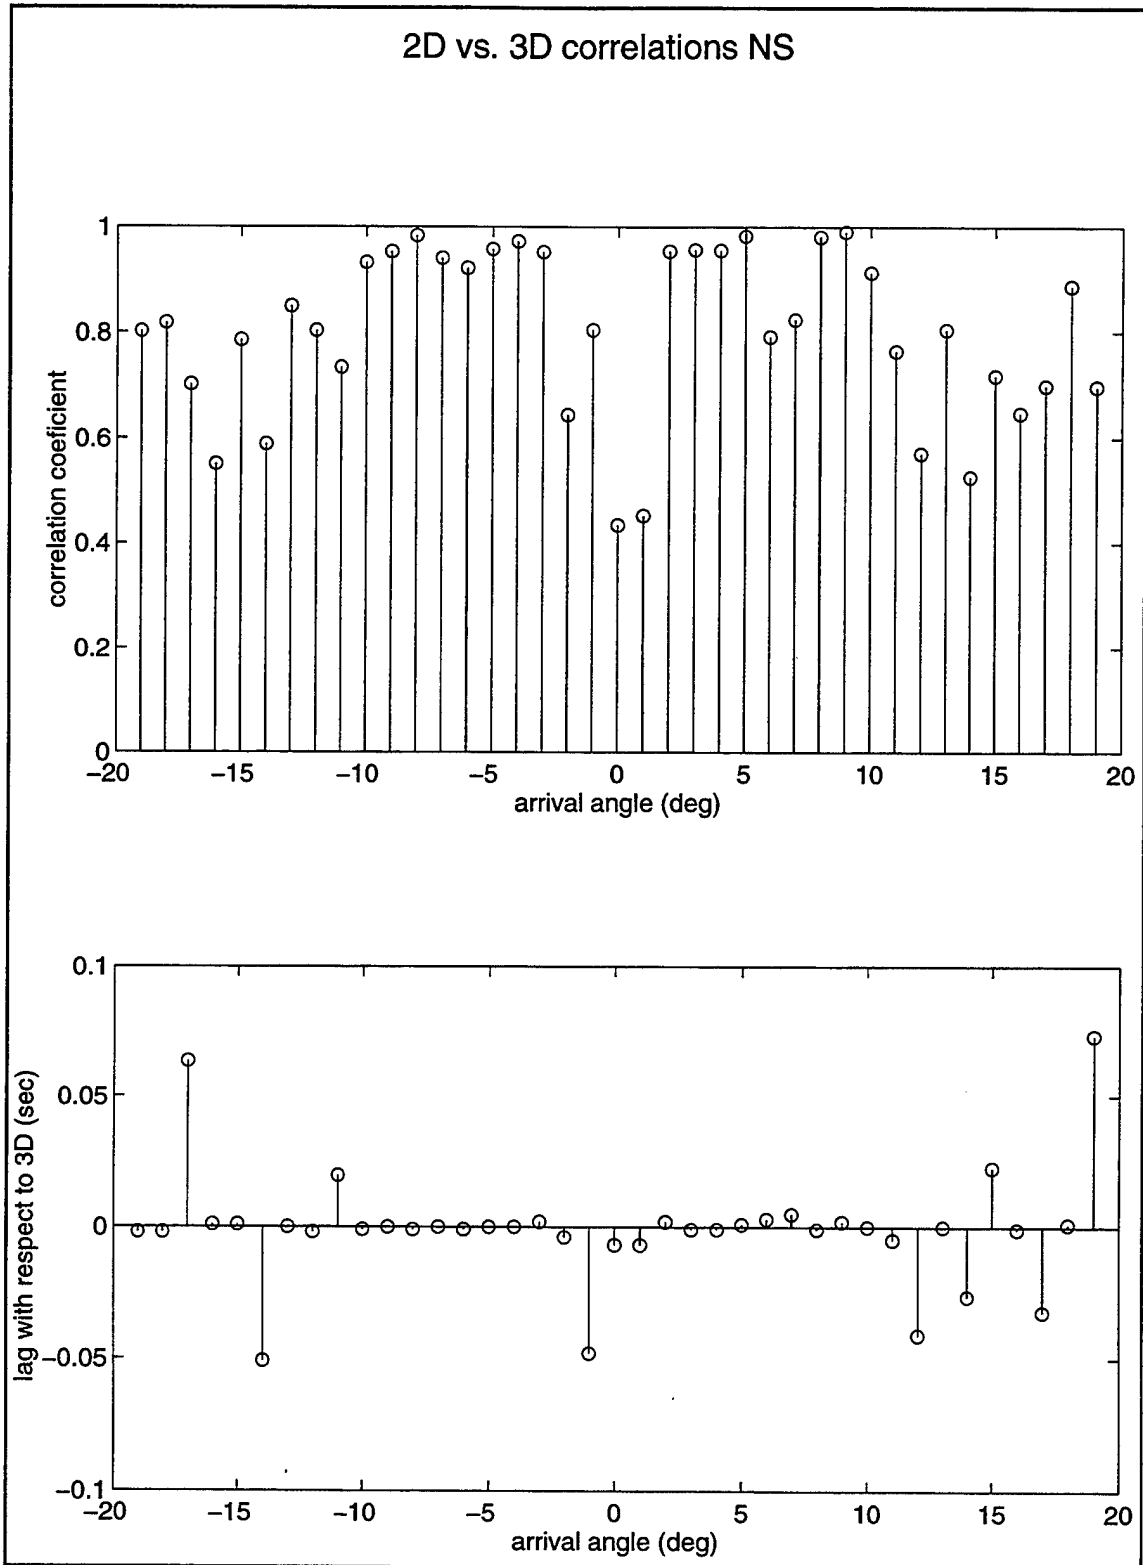 2D vs. 3D correlations NS
1
0.8
0.6
0.4
0.2
0
correlation coeficient
−20 −15 −10 −5 0 5 10 15 20
arrival angle (deg)
0.1
0.05
0
−0.05
−0.1
lag with respect to 3D (sec)
−20 −15 −10 −5 0 5 10 15 20
arrival angle (deg)